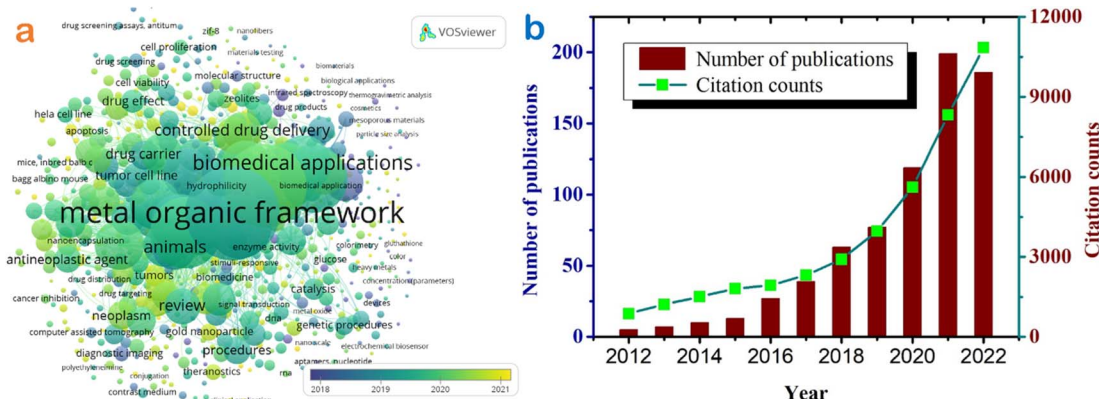 a
VOSviewer
drug screening assays, antitum
zif-8
nanofibers
cell proliferation
materials testing
drug screening
biomaterials
molecular structure
cell viability
biological applications
infrared spectroscopy
thermogravimetric analysis
drug effect
zeolites
drug products
cosmetics
hela cell line
mesoporous materials
apoptosis
controlled drug delivery
particle size analysis
drug carrier
mice, inbred balb c
biomedical applications
tumor cell line
bagg albino mouse
hydrophilicity
biomedical application
metal organic framework
nanoencapsulation
animals
enzyme activity
colorimetry
glutathione
antineoplastic agent
stimuli-responsive
glucose
color
heavy metals
tumors
biomedicine
drug distribution
concentration(parameters)
drug targeting
catalysis
cancer inhibition
review
signal transduction
devices
neoplasm
metal oxide
dna
computer assisted tomography
gold nanoparticle
genetic procedures
nanoscale
electrochemical biosensor
diagnostic imaging
procedures
aptamers, nucleotide
polyethyleneimine
theranostics
rna
conjugation
contrast medium
2018 2019 2020 2021
b
Number of publications
Citation counts
Number of publications
200
150
100
50
0
12000
9000
6000
3000
0
Citation counts
2012 2014 2016 2018 2020 2022
Year